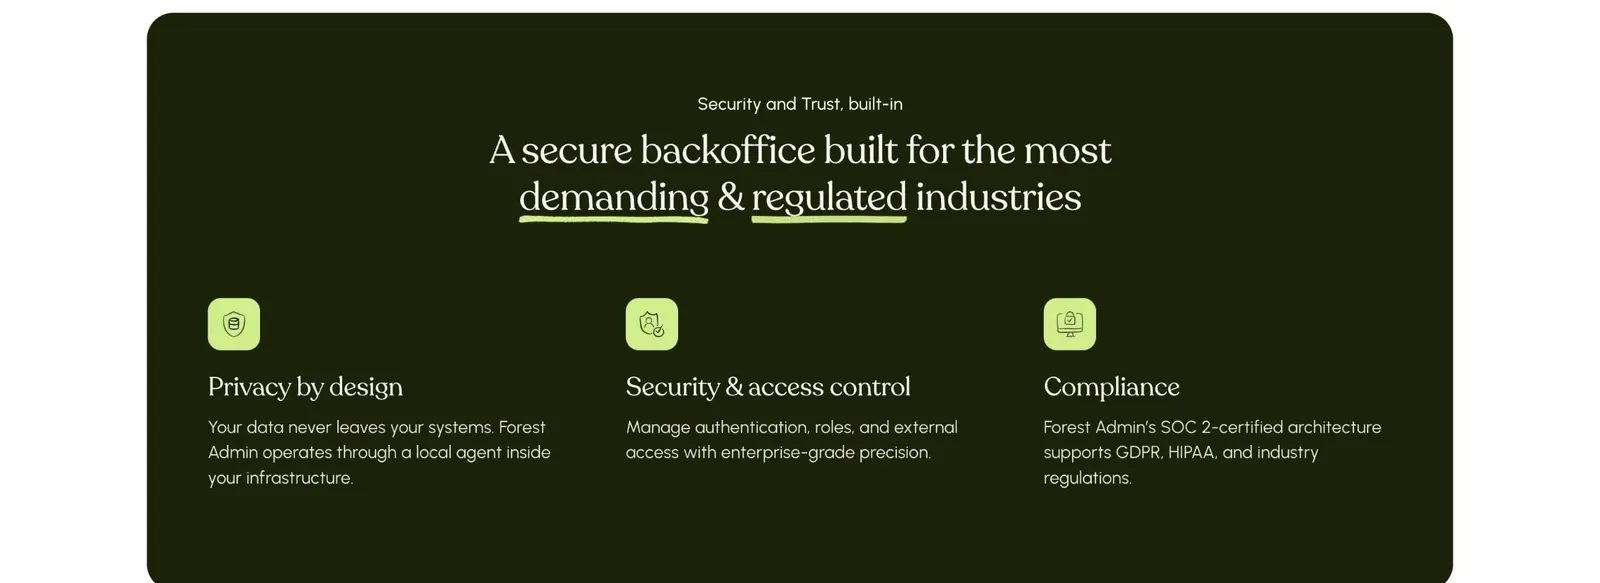 Security and Trust, built-in
A secure backoffice built for the most
demanding & regulated industries
Privacy by design
Your data never leaves your systems. Forest
Admin operates through a local agent inside
your infrastructure.
Security & access control
Manage authentication, roles, and external
access with enterprise-grade precision.
Compliance
Forest Admin’s SOC 2-certified architecture
supports GDPR, HIPAA, and industry
regulations.